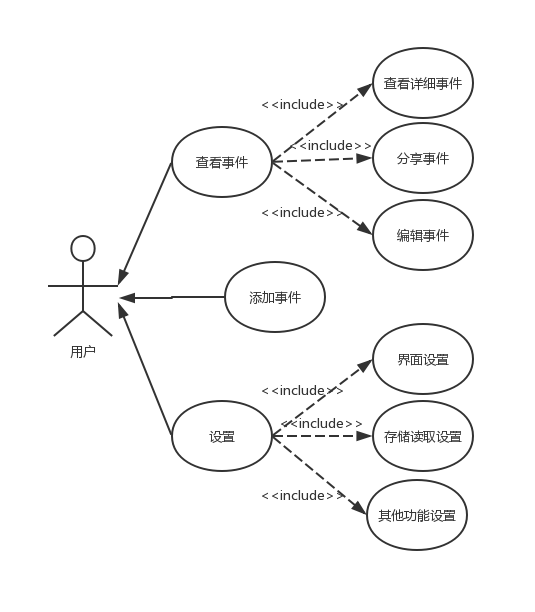 查看详细事件
<<include>>
<<include>>
查看事件
分享事件
<<include>>
编辑事件
添加事件
用户
界面设置
<<include>>
<<include>>
设置
存储读取设置
<<include>>
其他功能设置